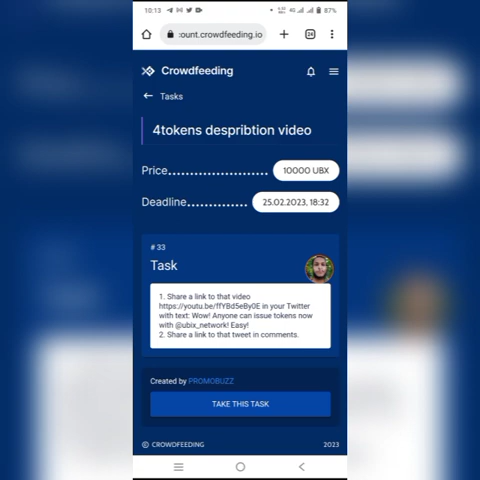 10:13
4G
87%
:ount.crowdfeeding.io
24
Crowdfeeding
Tasks
4tokens despribtion video
Price...................... 10000 UBX
Deadline............. 25.02.2023, 18:32
# 33
Task
1. Share a link to that video
https://youtu.be/ffYBd5eBy0E in your Twitter
with text: Wow! Anyone can issue tokens now
with @ubix_network! Easy!
2. Share a link to that tweet in comments.
Created by PROMOBUZZ
TAKE THIS TASK
© CROWDFEEDING 2023